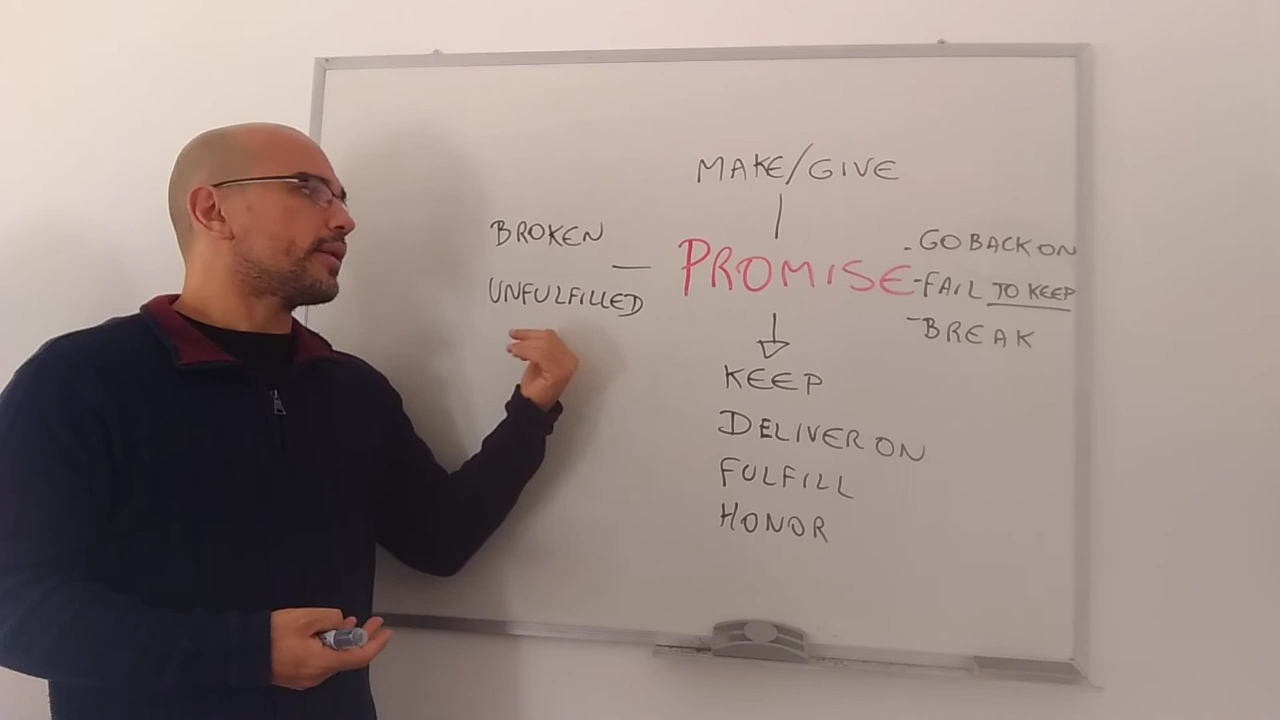 MAKE/GIVE
BROKEN
UNFULFILLED
PROMISE
- GO BACK ON
- FAIL TO KEEP
- BREAK
KEEP
DELIVER ON
FULFILL
HONOR